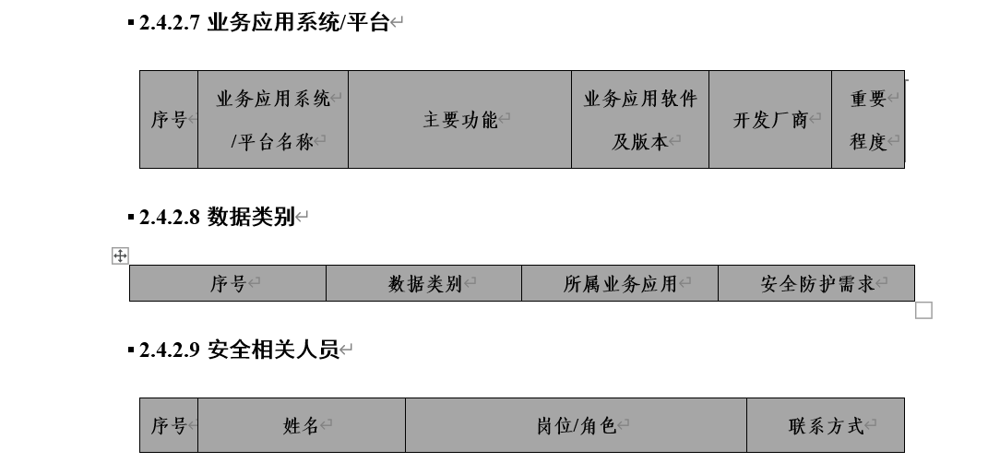 2.4.2.7 业务应用系统/平台
序号 业务应用系统/平台名称 主要功能 业务应用软件及版本 开发厂商 重要程度
2.4.2.8 数据类别
序号 数据类别 所属业务应用 安全防护需求
2.4.2.9 安全相关人员
序号 姓名 岗位/角色 联系方式